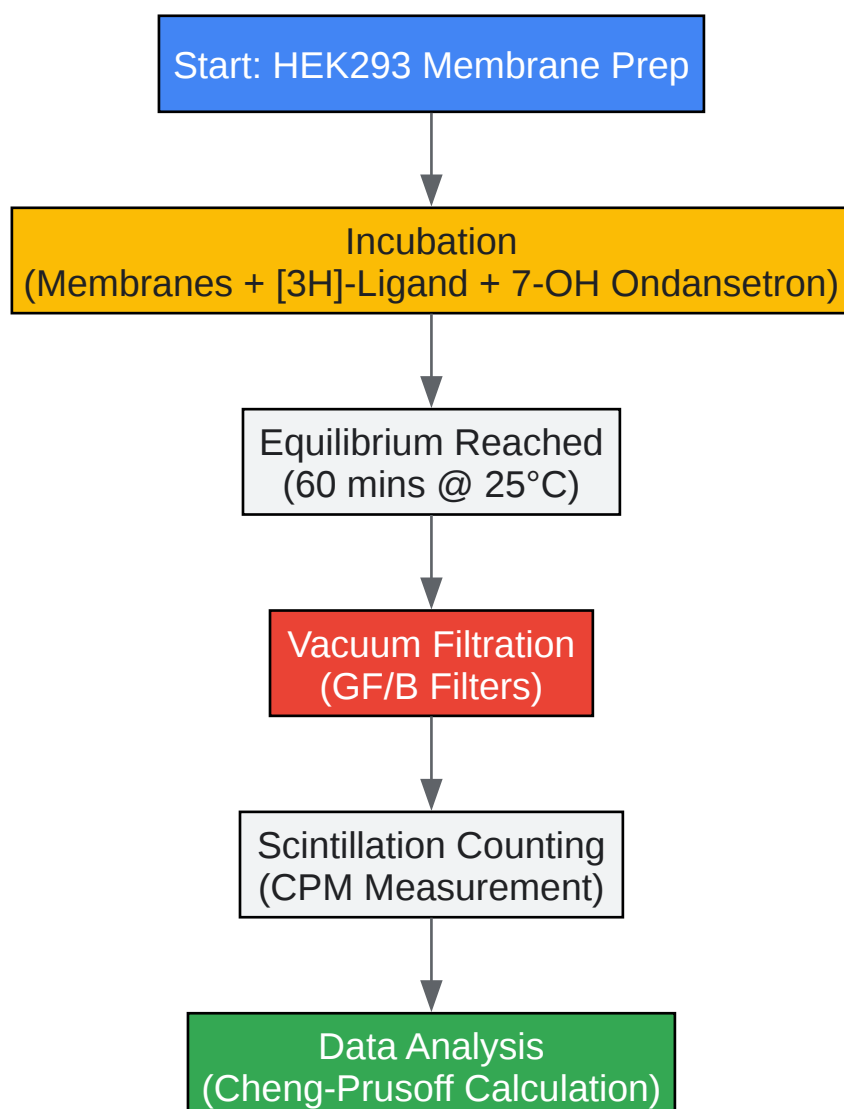 Start: HEK293 Membrane Prep
Incubation
(Membranes + [3H]-Ligand + 7-OH Ondansetron)
Equilibrium Reached
(60 mins @ 25°C)
Vacuum Filtration
(GF/B Filters)
Scintillation Counting
(CPM Measurement)
Data Analysis
(Cheng-Prusoff Calculation)